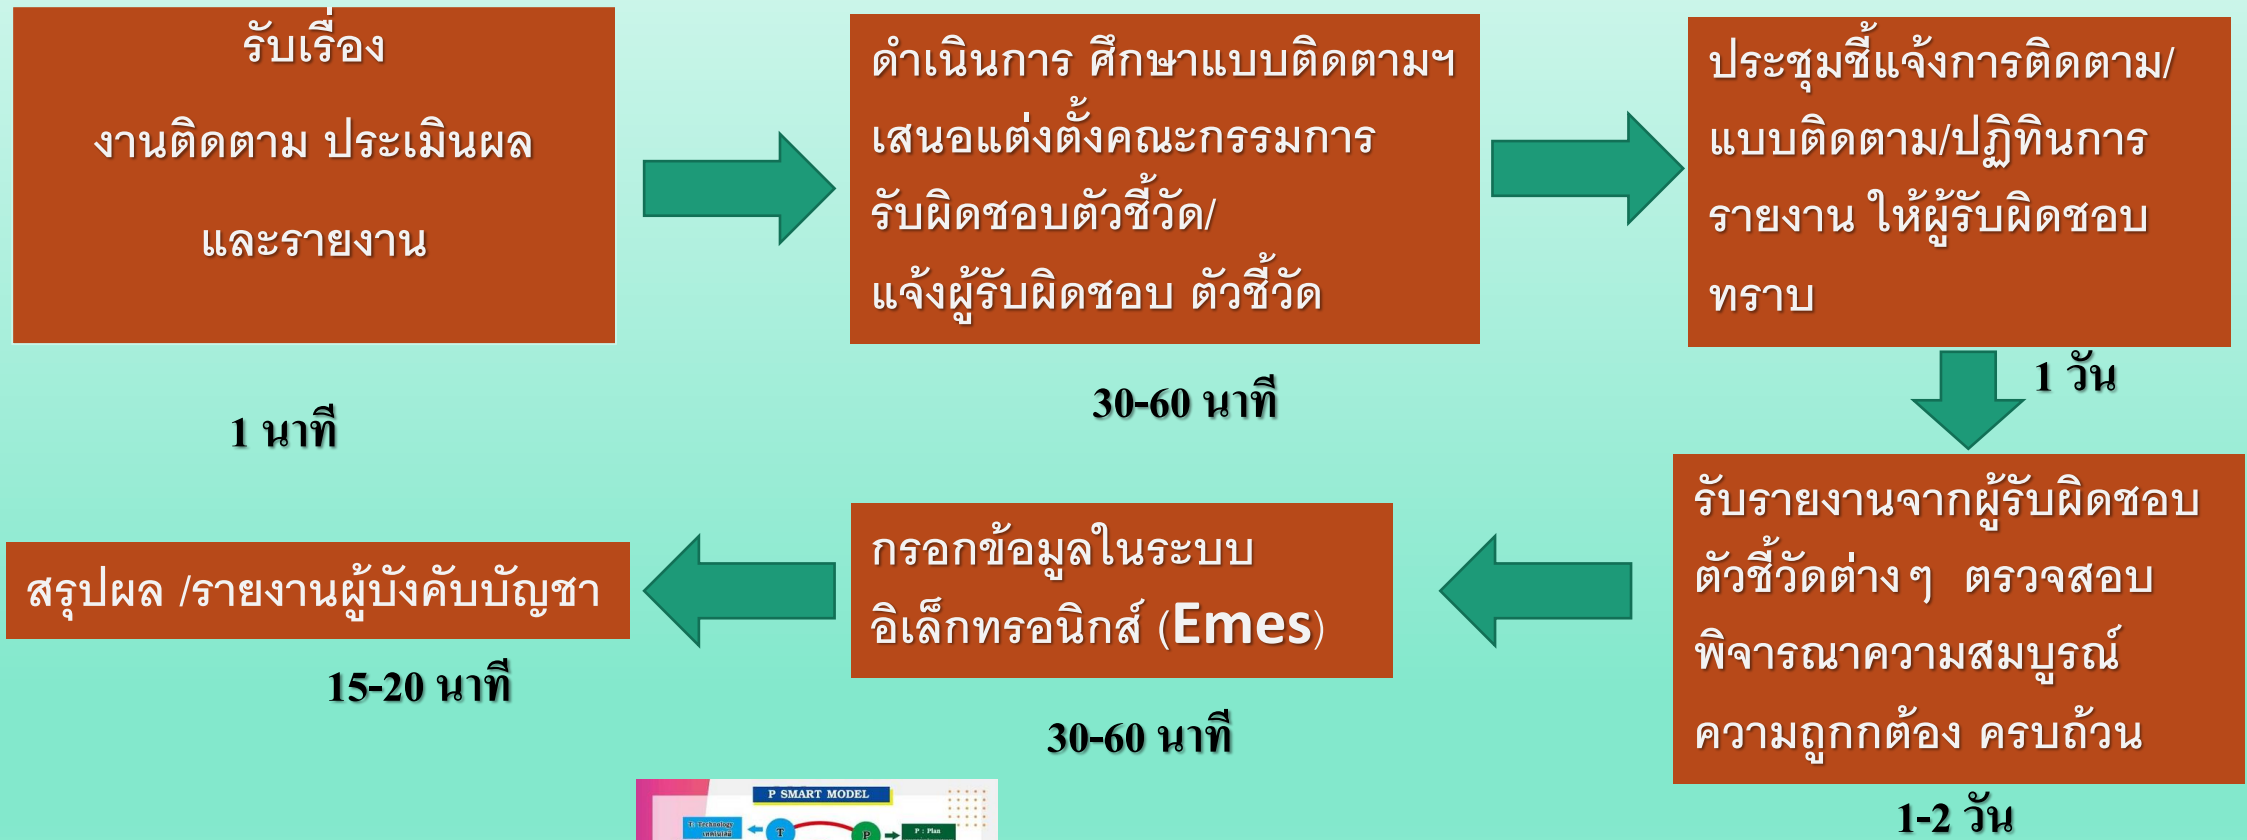 รับเรื่อง
งานติดตาม ประเมินผล
และรายงาน
1 นาที
ดำเนินการ ศึกษาแบบติดตามฯ
เสนอแต่งตั้งคณะกรรมการ
รับผิดชอบตัวชี้วัด/
แจ้งผู้รับผิดชอบ ตัวชี้วัด
30-60 นาที
ประชุมชี้แจ้งการติดตาม/
แบบติดตาม/ปฏิทินการ
รายงาน ให้ผู้รับผิดชอบ
ทราบ
1 วัน
รับรายงานจากผู้รับผิดชอบ
ตัวชี้วัดต่าง ๆ ตรวจสอบ
พิจารณาความสมบูรณ์
ความถูกกต้อง ครบถ้วน
1-2 วัน
กรอกข้อมูลในระบบ
อิเล็กทรอนิกส์ (Emes)
30-60 นาที
สรุปผล /รายงานผู้บังคับบัญชา
15-20 นาที
P SMART MODEL
T: Technology
เทคโนโลยี
T
P
P : Plan